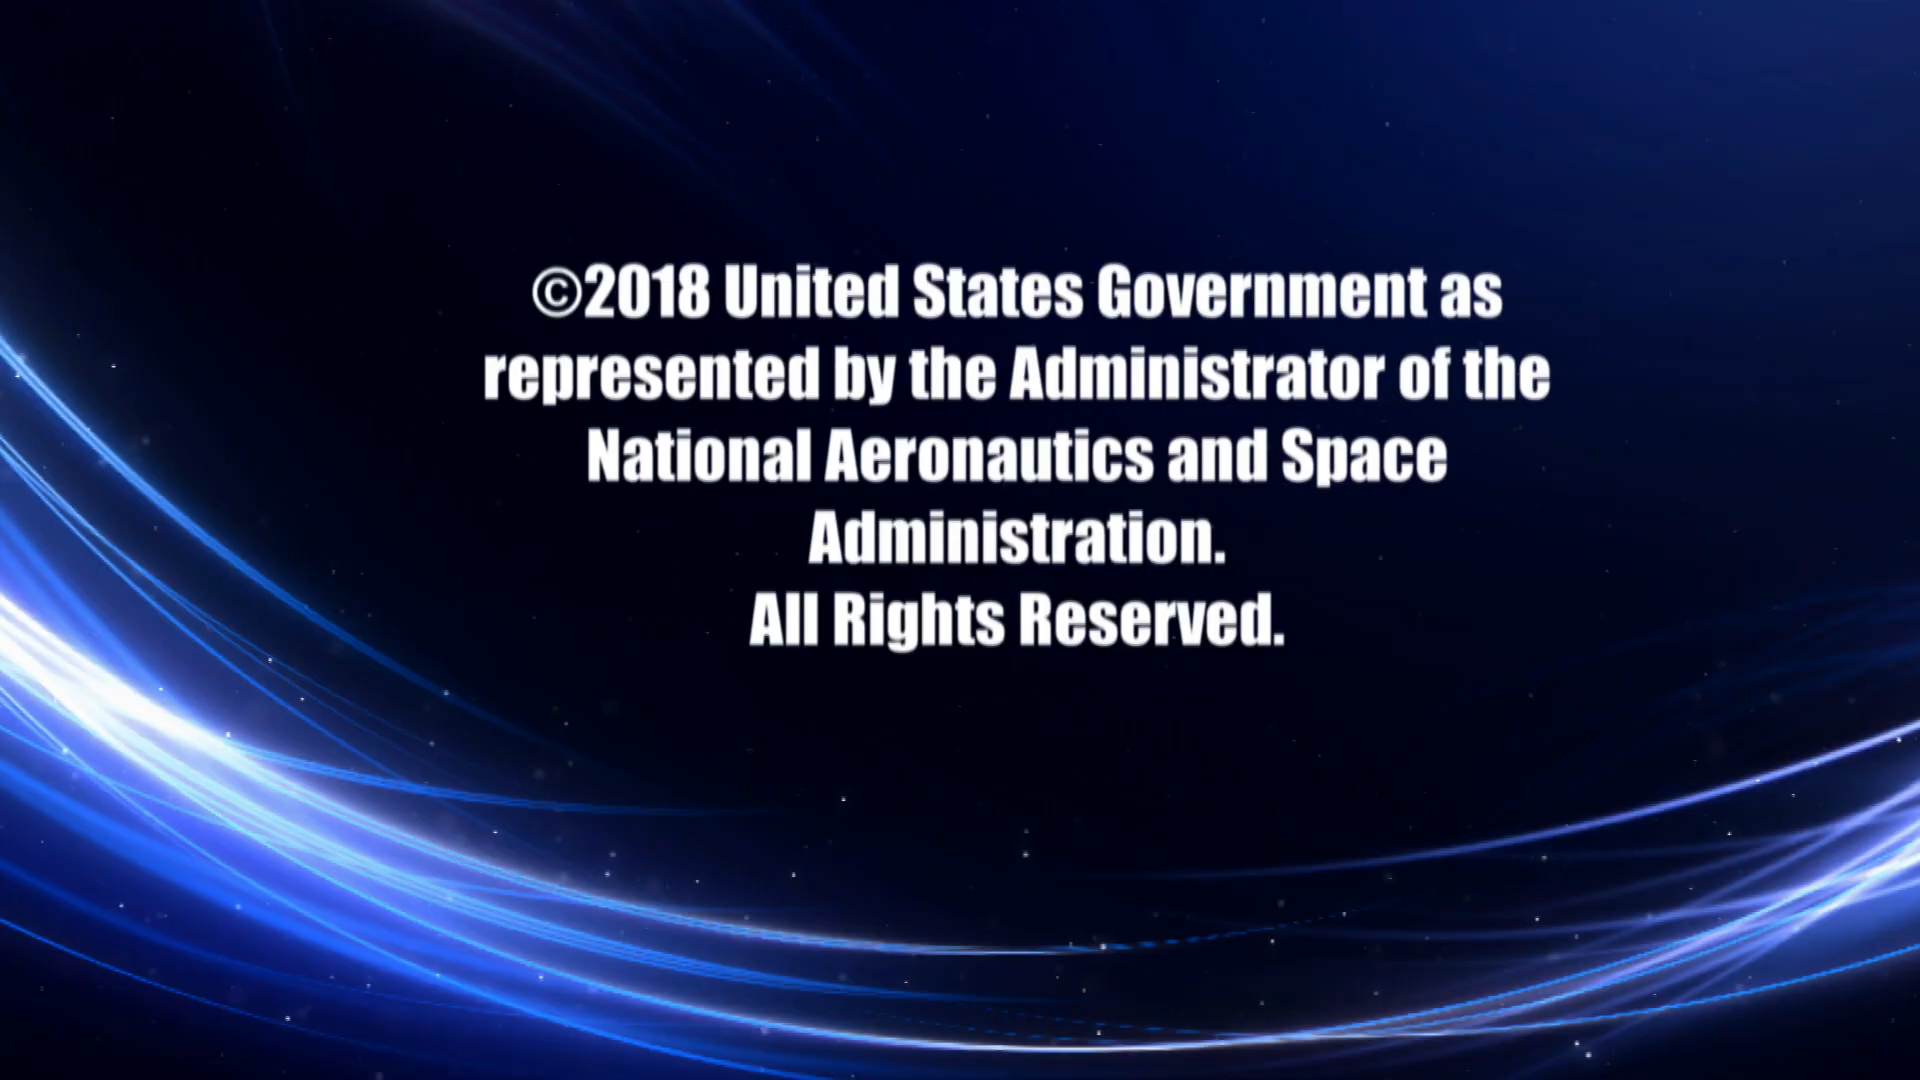 ©2018 United States Government as
represented by the Administrator of the
National Aeronautics and Space
Administration.
All Rights Reserved.